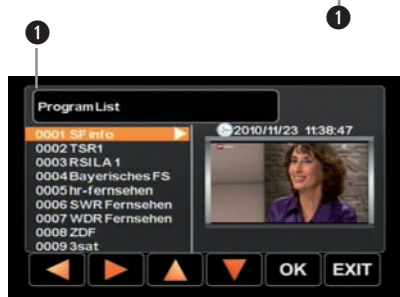 1
1
Program List
0001 SF info
2010/11/23 11:38:47
0002 TSR1
0003 RSI LA 1
0004 Bayerisches FS
0005 hr-fernsehen
0006 SWR Fernsehen
0007 WDR Fernsehen
0008 ZDF
0009 3sat
OK EXIT